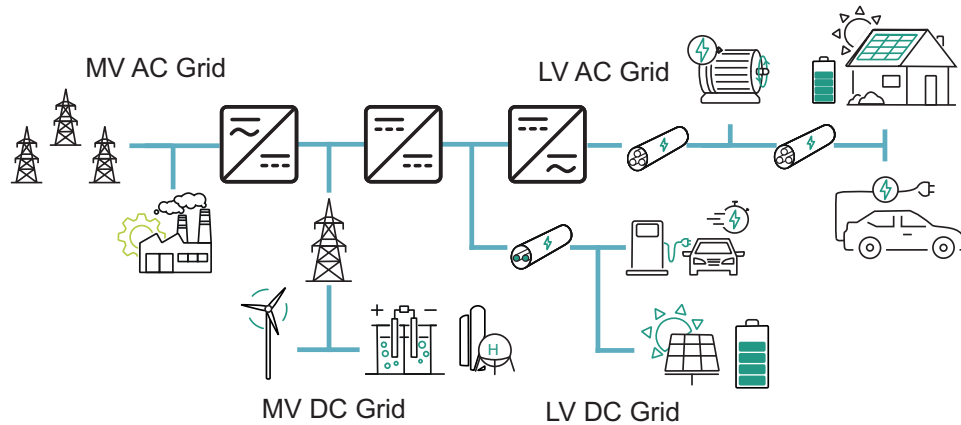 MV AC Grid
LV AC Grid
+ −
H
MV DC Grid
LV DC Grid